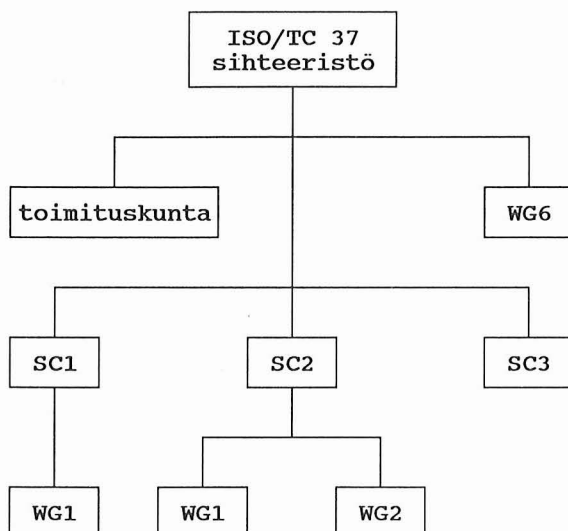 ISO/TC 37
sihteeristö
toimituskunta
WG6
SC1
SC2
SC3
WG1
WG1
WG2